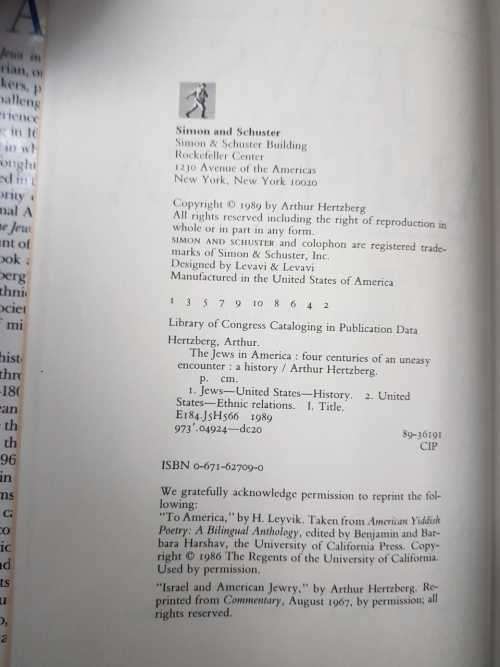 Simon and Schuster
Simon & Schuster Building
Rockefeller Center
1230 Avenue of the Americas
New York, New York 10020
Copyright © 1989 by Arthur Hertzberg
All rights reserved including the right of reproduction in
whole or in part in any form.
SIMON AND SCHUSTER and colophon are registered trade-
marks of Simon & Schuster, Inc.
Designed by Levavi & Levavi
Manufactured in the United States of America
1 3 5 7 9 10 8 6 4 2
Library of Congress Cataloging in Publication Data
Hertzberg, Arthur.
The Jews in America : four centuries of an uneasy
encounter : a history / Arthur Hertzberg.
p. cm.
1. Jews—United States—History. 2. United
States—Ethnic relations. I. Title.
E184.J5H566 1989
973'.04924—dc20 89-36191
CIP
ISBN 0-671-62709-0
We gratefully acknowledge permission to reprint the fol-
lowing:
"To America," by H. Leyvik. Taken from American Yiddish
Poetry: A Bilingual Anthology, edited by Benjamin and Bar-
bara Harshav, the University of California Press. Copy-
right © 1986 The Regents of the University of California.
Used by permission.
"Israel and American Jewry," by Arthur Hertzberg. Re-
printed from Commentary, August 1967, by permission; all
rights reserved.